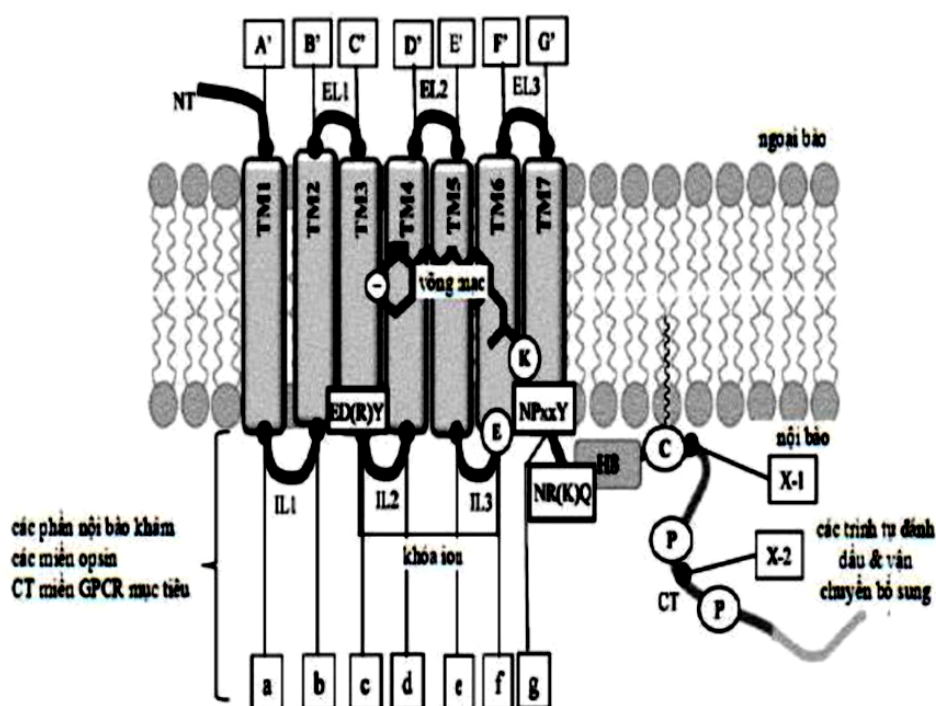 A' B' C' D' E' F' G'
EL1 EL2 EL3
NT
ngoại bào
TM1 TM2 TM3 TM4 TM5 TM6 TM7
võng mạc
K
ED(R)Y NPxxY
E
nội bào
H8 C
X-1
NR(K)Q
IL1 IL2 IL3
khóa ion
các phần nội bào khảm
các miền opsin
CT miền GPCR mục tiêu
P
X-2
các trình tự đánh
dấu & vận
chuyển bổ sung
CT P
a b c d e f g